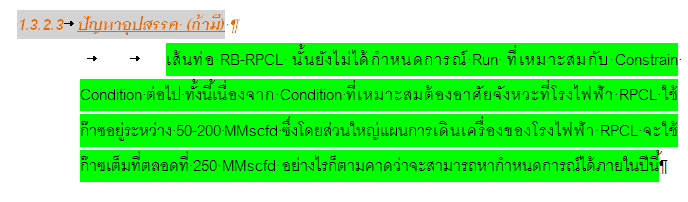 1.3.2.3 ปัญหาอุปสรรค (ถ้ามี)
เส้นท่อ RB-RPCL นั้นยังไม่ได้กำหนดการณ์ Run ที่เหมาะสมกับ Constrain
Condition ต่อไป ทั้งนี้เนื่องจาก Condition ที่เหมาะสมต้องอาศัยจังหวะที่โรงไฟฟ้า RPCL ใช้
ก๊าซอยู่ระหว่าง 50-200 MMscfd ซึ่งโดยส่วนใหญ่แผนการเดินเครื่องของโรงไฟฟ้า RPCL จะใช้
ก๊าซเต็มที่ตลอดที่ 250 MMscfd อย่างไรก็ตามคาดว่าจะสามารถหากำหนดการณ์ได้ภายในปีนี้